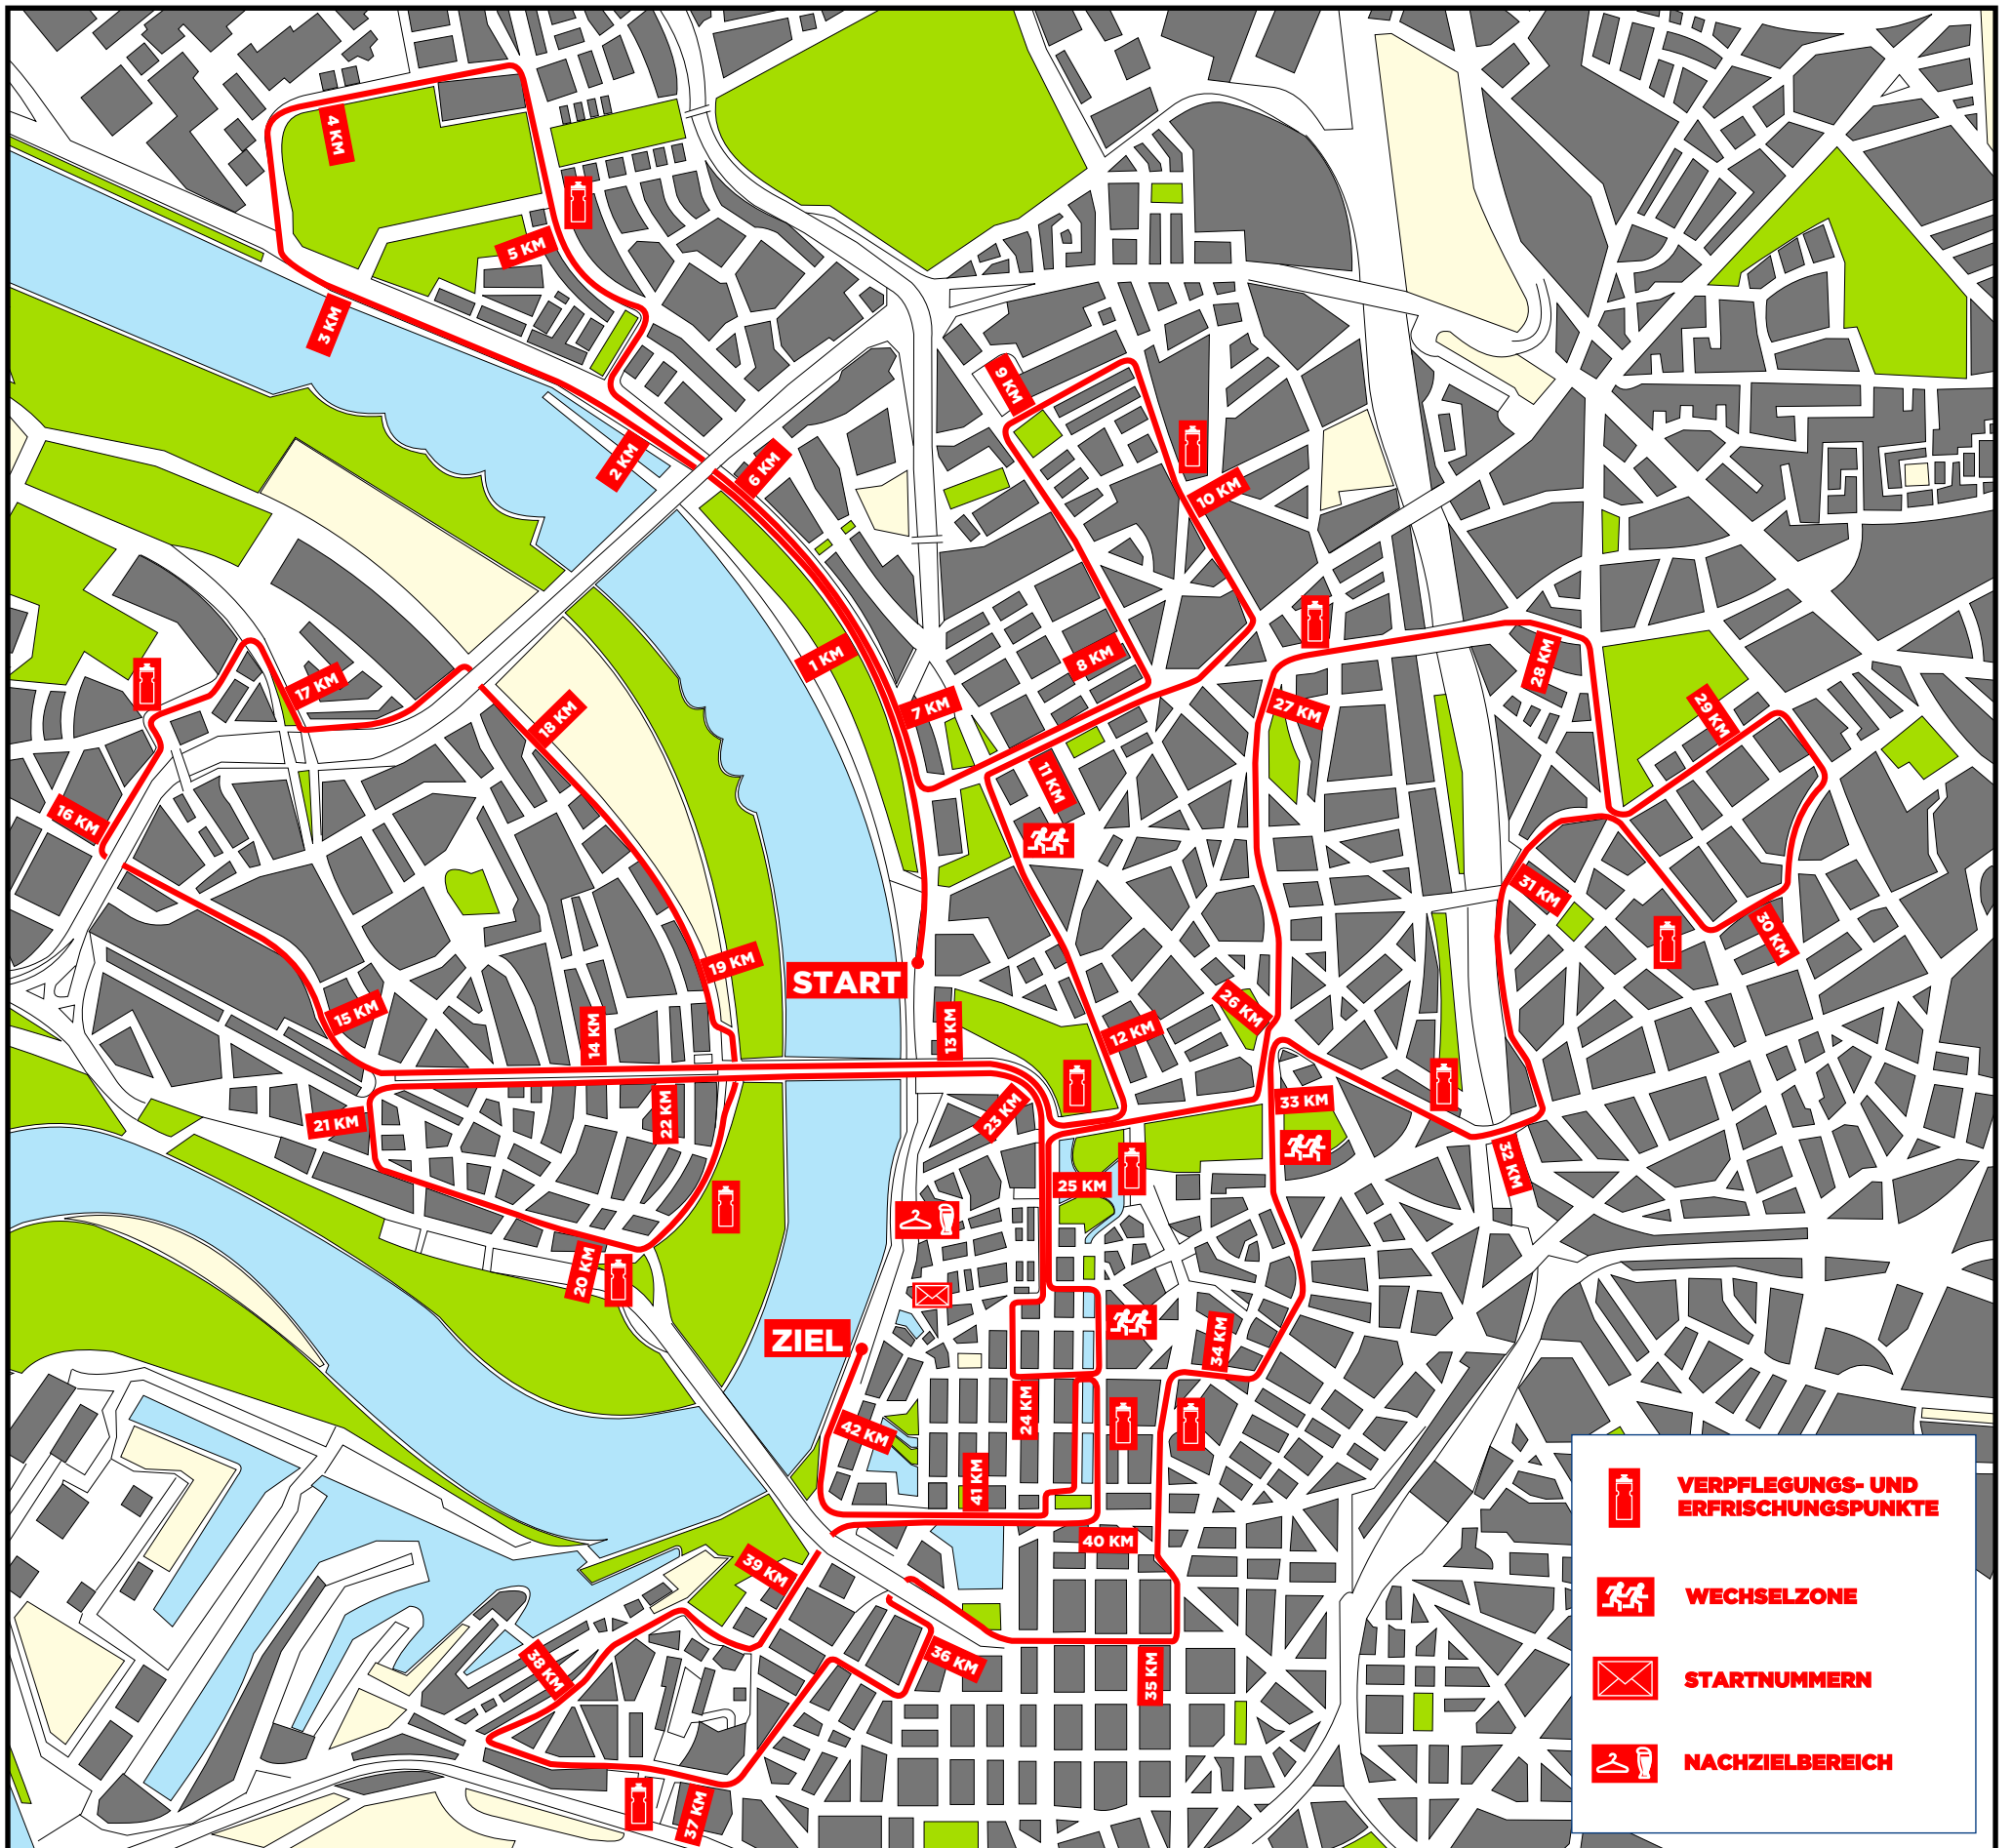 4 KM
5 KM
3 KM
2 KM
6 KM
9 KM
10 KM
1 KM
8 KM
7 KM
11 KM
17 KM
18 KM
16 KM
27 KM
28 KM
29 KM
31 KM
30 KM
19 KM
START
15 KM
14 KM
13 KM
12 KM
26 KM
21 KM
22 KM
23 KM
33 KM
32 KM
25 KM
20 KM
ZIEL
34 KM
24 KM
42 KM
41 KM
40 KM
39 KM
38 KM
36 KM
35 KM
37 KM
VERPFLEGUNGS- UND
ERFRISCHUNGSPUNKTE
WECHSELZONE
STARTNUMMERN
NACHZIELBEREICH